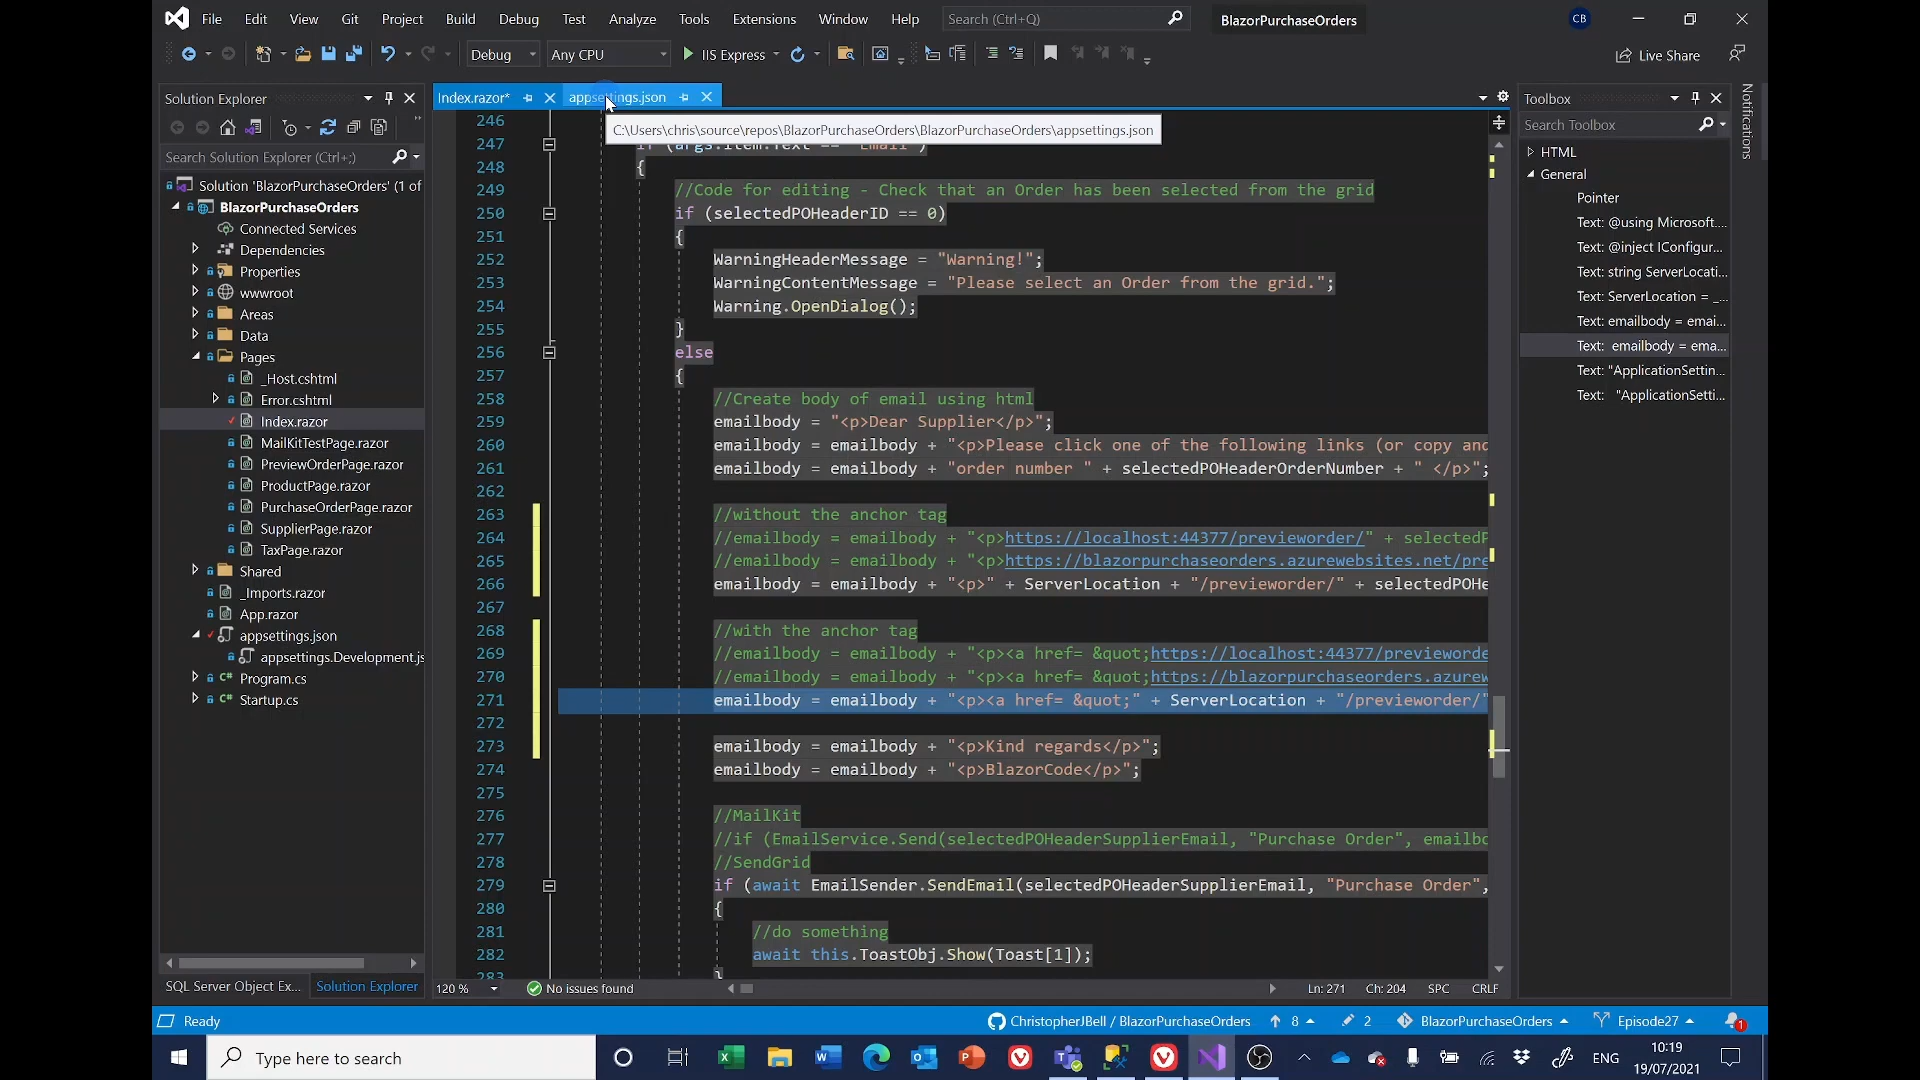 File Edit View Git Project Build Debug Test Analyze Tools Extensions Window Help Search (Ctrl+Q) BlazorPurchaseOrders CB
Debug Any CPU IIS Express Live Share
Solution Explorer
Search Solution Explorer (Ctrl+;)
Solution 'BlazorPurchaseOrders' (1 of
BlazorPurchaseOrders
Connected Services
Dependencies
Properties
wwwroot
Areas
Data
Pages
_Host.cshtml
Error.cshtml
Index.razor
MailKitTestPage.razor
PreviewOrderPage.razor
ProductPage.razor
PurchaseOrderPage.razor
SupplierPage.razor
TaxPage.razor
Shared
_Imports.razor
App.razor
appsettings.json
appsettings.Development.js
Program.cs
Startup.cs
SQL Server Object Ex... Solution Explorer
Index.razor* appsettings.json
C:\Users\chris\source\repos\BlazorPurchaseOrders\BlazorPurchaseOrders\appsettings.json
246
247 if (args.Item.Text == "Email")
248 {
249 //Code for editing - Check that an Order has been selected from the grid
250 if (selectedPOHeaderID == 0)
251 {
252 WarningHeaderMessage = "Warning!";
253 WarningContentMessage = "Please select an Order from the grid.";
254 Warning.OpenDialog();
255 }
256 else
257 {
258 //Create body of email using html
259 emailbody = "<p>Dear Supplier</p>";
260 emailbody = emailbody + "<p>Please click one of the following links (or copy and
261 emailbody = emailbody + "order number " + selectedPOHeaderOrderNumber + " </p>";
262
263 //without the anchor tag
264 //emailbody = emailbody + "<p>https://localhost:44377/previeworder/" + selectedP
265 //emailbody = emailbody + "<p>https://blazorpurchaseorders.azurewebsites.net/pre
266 emailbody = emailbody + "<p>" + ServerLocation + "/previeworder/" + selectedPOHe
267
268 //with the anchor tag
269 //emailbody = emailbody + "<p><a href= &quot;https://localhost:44377/previeworde
270 //emailbody = emailbody + "<p><a href= &quot;https://blazorpurchaseorders.azurew
271 emailbody = emailbody + "<p><a href= &quot;" + ServerLocation + "/previeworder/"
272
273 emailbody = emailbody + "<p>Kind regards</p>";
274 emailbody = emailbody + "<p>BlazorCode</p>";
275
276 //MailKit
277 //if (EmailService.Send(selectedPOHeaderSupplierEmail, "Purchase Order", emailbo
278 //SendGrid
279 if (await EmailSender.SendEmail(selectedPOHeaderSupplierEmail, "Purchase Order",
280 {
281 //do something
282 await this.ToastObj.Show(Toast[1]);
283 }
120 % No issues found Ln: 271 Ch: 204 SPC CRLF
Toolbox
Search Toolbox
HTML
General
Pointer
Text: @using Microsoft....
Text: @inject IConfigur...
Text: string ServerLocati...
Text: ServerLocation = _...
Text: emailbody = emai...
Text: emailbody = ema...
Text: "ApplicationSettin...
Text: "ApplicationSetti...
Notifications
Ready ChristopherJBell / BlazorPurchaseOrders 8 2 BlazorPurchaseOrders Episode27 1
Type here to search ENG 10:19
19/07/2021